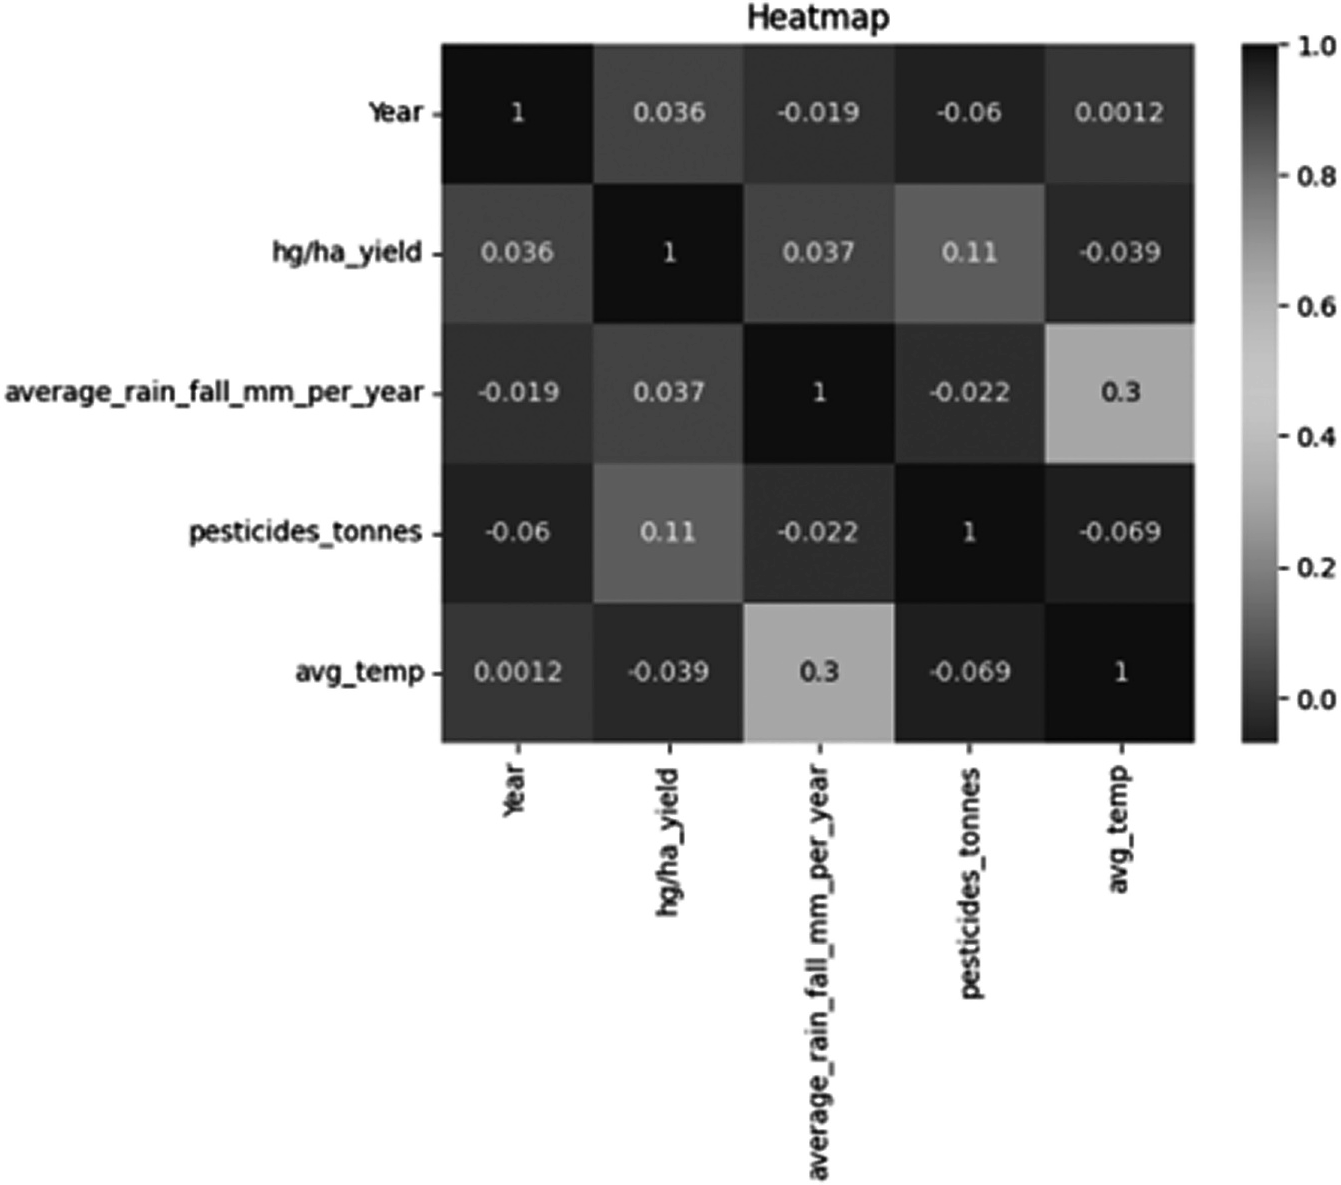 Heatmap
Year 1 0.036 -0.019 -0.06 0.0012
hg/ha_yield 0.036 1 0.037 0.11 -0.039
average_rain_fall_mm_per_year -0.019 0.037 1 -0.022 0.3
pesticides_tonnes -0.06 0.11 -0.022 1 -0.069
avg_temp 0.0012 -0.039 0.3 -0.069 1
Year
hg/ha_yield
average_rain_fall_mm_per_year
pesticides_tonnes
avg_temp
1.0
0.8
0.6
0.4
0.2
0.0